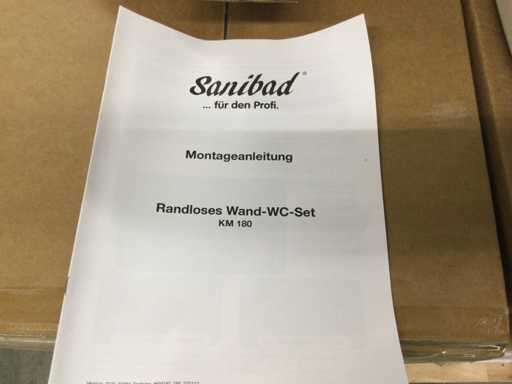 Sanibad®
... für den Profi.
Montageanleitung
Randloses Wand-WC-Set
KM 180